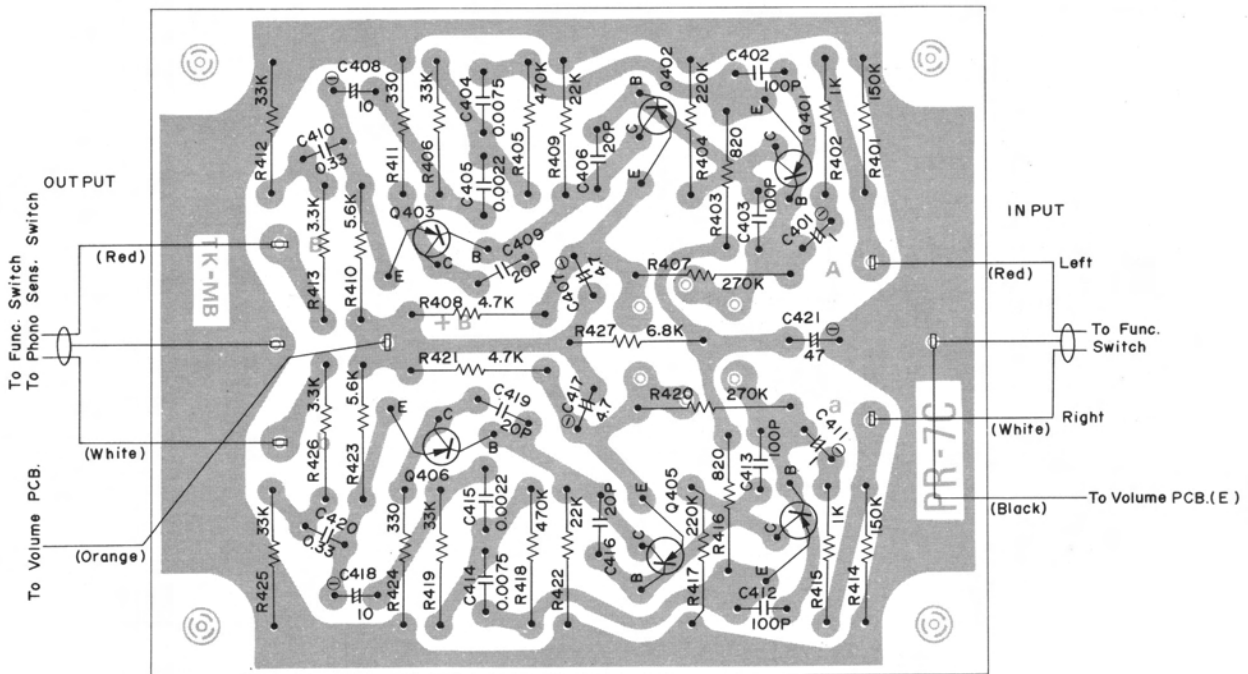 C408
10
33K
R412
C410
0.33
330
R411
33K
R406
C404
0.0075
C405
0.0022
470K
R405
22K
R409
20P
C406
B
C
E
Q402
220K
R404
C402
100P
820
R403
E
C
B
Q401
100P
C403
1K
R402
150K
R401
C401
1
OUTPUT
INPUT
To Func. Switch
To Phono Sens. Switch
(Red)
TK-MB
B
3.3K
R413
5.6K
R410
Q403
E
C
B
C409
20P
C407
4.7
R407
270K
A
(Red)
Left
R408
4.7K
+B
R427
6.8K
C421
47
To Func.
Switch
R421
4.7K
3.3K
R426
5.6K
R423
E
C
B
Q406
C419
20P
C417
4.7
R420
270K
C411
1
a
(White)
Right
(White)
PR-7C
(Black)
To Volume PCB.(E)
To Volume PCB.
(Orange)
33K
R425
C420
0.33
C418
10
330
R424
33K
R419
C415
0.0022
C414
0.0075
470K
R418
22K
R422
20P
C416
E
C
B
Q405
220K
R417
820
R416
100P
C413
B
C
E
C412
100P
1K
R415
150K
R414